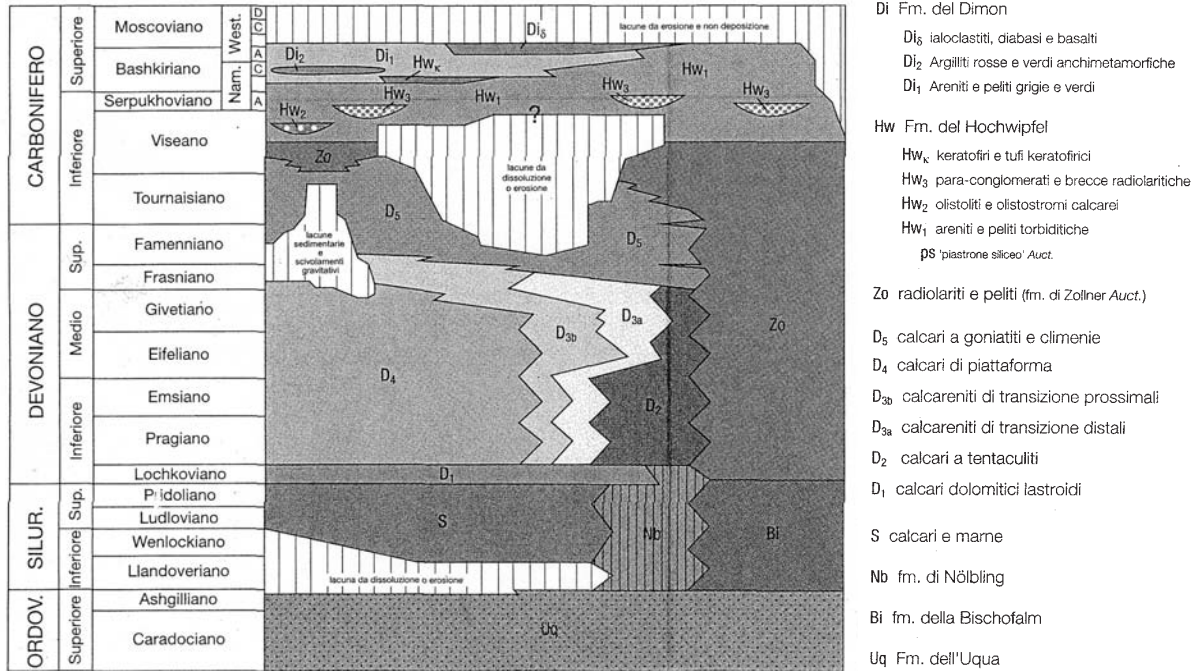 CARBONIFERO
Superiore
Inferiore
Moscoviano
Bashkiriano
Serpukhoviano
Viseano
Tournaisiano
West.
Nam.
D
C
A
C
A
DEVONIANO
Sup.
Medio
Inferiore
Famenniano
Frasniano
Givetiano
Eifeliano
Emsiano
Pragiano
Lochkoviano
SILUR.
Sup.
Inferiore
Pridoliano
Ludloviano
Wenlockiano
Llandoveriano
ORDOV.
Superiore
Ashgilliano
Caradociano
lacune da erosione e non deposizione
Diδ
Di2
Di1
Hwκ
Hw1
Hw3
Hw1
Hw3
Hw3
Hw2
?
Zo
lacune da
dissoluzione
o erosione
D5
lacune
sedimentarie
e
scivolamenti
gravitativi
D5
D3a
D3b
Zo
D4
D2
D1
S
Nb
Bi
lacuna da dissoluzione o erosione
Uq
Di Fm. del Dimon
Diδ ialoclastiti, diabasi e basalti
Di2 Argilliti rosse e verdi anchimetamorfiche
Di1 Areniti e peliti grigie e verdi
Hw Fm. del Hochwipfel
Hwκ keratofiri e tufi keratofirici
Hw3 para-conglomerati e brecce radiolaritiche
Hw2 olistoliti e olistostromi calcarei
Hw1 areniti e peliti torbiditiche
ps 'piastrone siliceo' Auct.
Zo radiolariti e peliti (fm. di Zollner Auct.)
D5 calcari a goniatiti e climenie
D4 calcari di piattaforma
D3b calcareniti di transizione prossimali
D3a calcareniti di transizione distali
D2 calcari a tentaculiti
D1 calcari dolomitici lastroidi
S calcari e marne
Nb fm. di Nölbling
Bi fm. della Bischofalm
Uq Fm. dell'Uqua